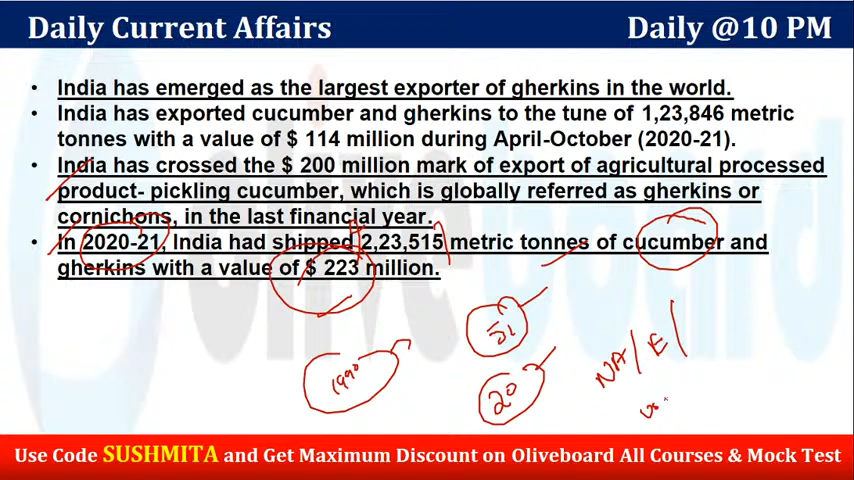 Daily Current Affairs
Daily @10 PM
• India has emerged as the largest exporter of gherkins in the world.
• India has exported cucumber and gherkins to the tune of 1,23,846 metric
tonnes with a value of $ 114 million during April-October (2020-21).
• India has crossed the $ 200 million mark of export of agricultural processed
product- pickling cucumber, which is globally referred as gherkins or
cornichons, in the last financial year.
• In 2020-21, India had shipped 2,23,515 metric tonnes of cucumber and
gherkins with a value of $ 223 million.
51
1990
NA/ E/
20
Use Code SUSHMITA and Get Maximum Discount on Oliveboard All Courses & Mock Test